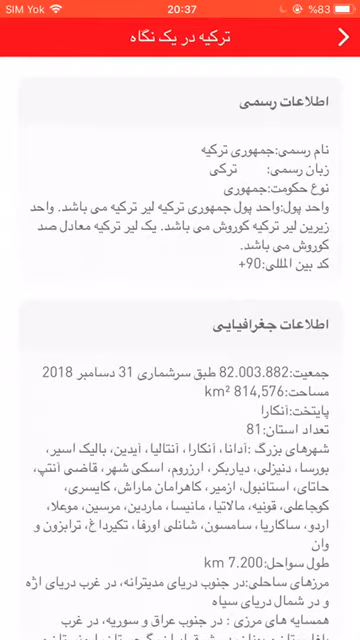 SIM Yok 20:37 %83
ترکیه در یک نگاه
اطلاعات رسمی
نام رسمی:جمهوری ترکیه
زبان رسمی: ترکی
نوع حکومت:جمهوری
واحد پول:واحد پول جمهوری ترکیه لیر ترکیه می باشد. واحد
زیرین لیر ترکیه کوروش می باشد. یک لیر ترکیه معادل صد
کوروش می باشد.
کد بین المللی:90+
اطلاعات جغرافیایی
جمعیت:82.003.882 طبق سرشماری 31 دسامبر 2018
مساحت:814,576 km²
پایتخت:آنکارا
تعداد استان:81
شهرهای بزرگ :آدانا، آنکارا، آنتالیا، آیدین، بالیک اسیر،
بورسا، دنیزلی، دیاربکر، ارزروم، اسکی شهر، قاضی آنتپ،
حاتای، استانبول، ازمیر، کاهرامان ماراش، کایسری،
کوجاعلی، قونیه، مالاتیا، مانیسا، ماردین، مرسین، موغلا،
اردو، ساکاریا، سامسون، شانلی اورفا، تکیرداغ، ترابزون و
وان
طول سواحل:7.200 km
مرزهای ساحلی:در جنوب دریای مدیترانه، در غرب دریای اژه
و در شمال دریای سیاه
همسایه های مرزی : در جنوب عراق و سوریه، در غرب